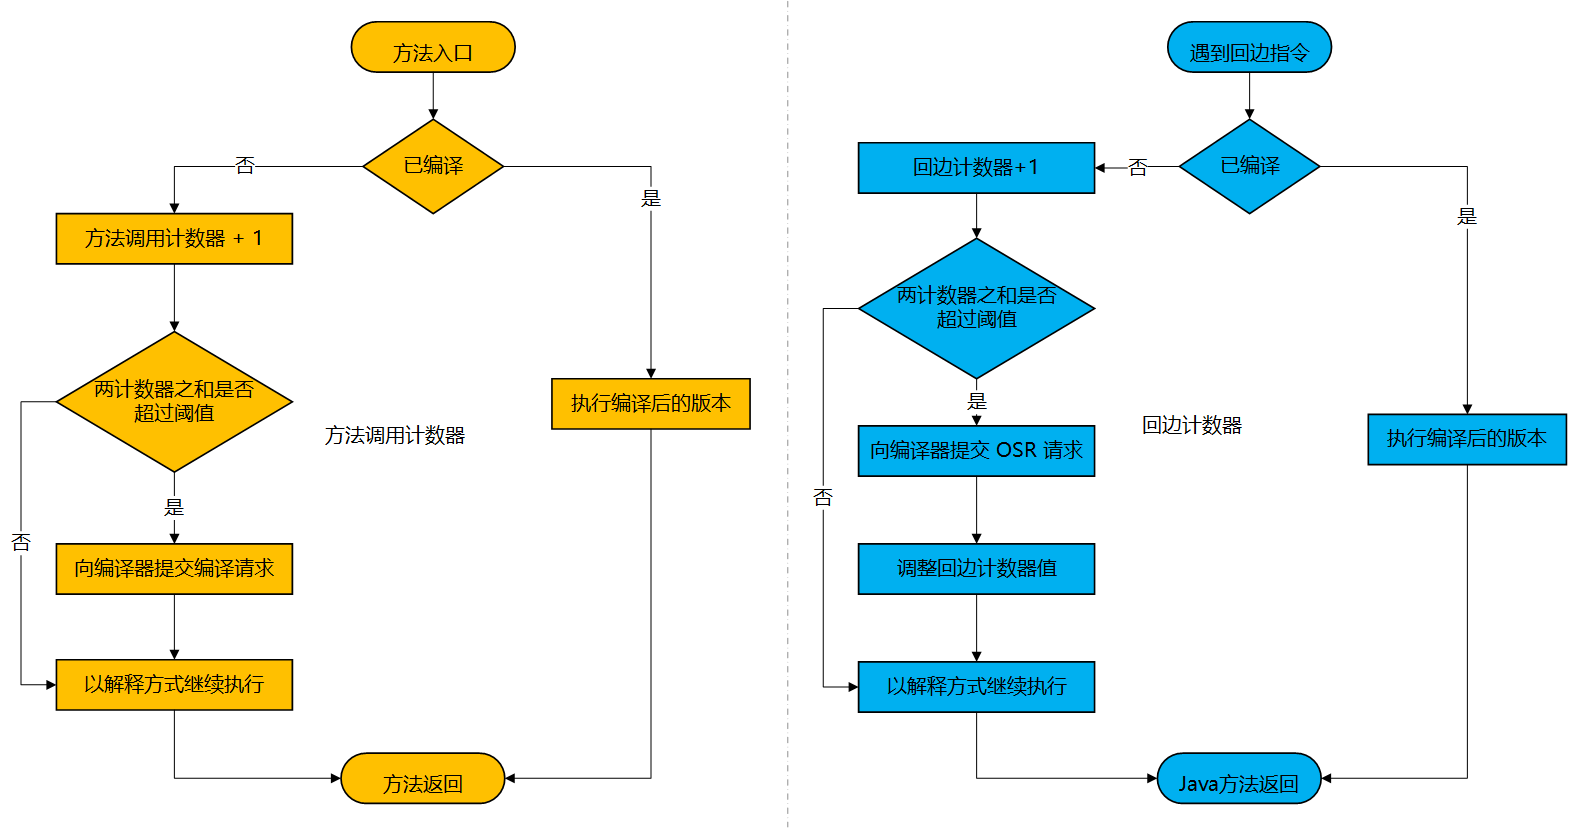 方法入口
已编译
否
是
方法调用计数器 + 1
两计数器之和是否
超过阈值
是
否
向编译器提交编译请求
以解释方式继续执行
执行编译后的版本
方法调用计数器
方法返回
遇到回边指令
已编译
否
是
回边计数器+1
两计数器之和是否
超过阈值
是
否
向编译器提交 OSR 请求
调整回边计数器值
以解释方式继续执行
执行编译后的版本
回边计数器
Java方法返回